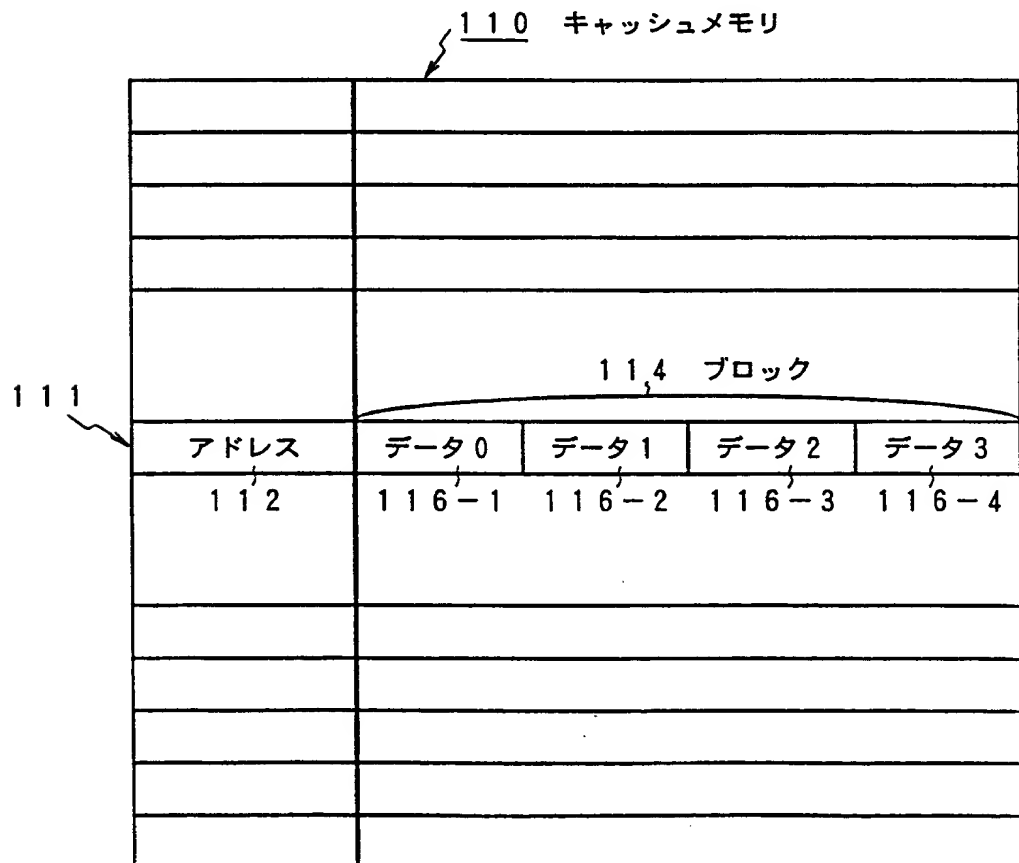 110 キャッシュメモリ
114 ブロック
111
アドレス データ0 データ1 データ2 データ3
112 116-1 116-2 116-3 116-4